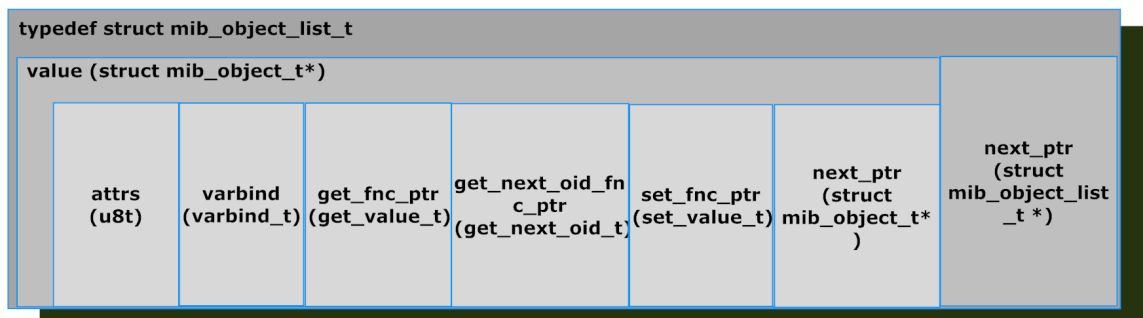 typedef struct mib_object_list_t
value (struct mib_object_t*)
attrs
(u8t)
varbind
(varbind_t)
get_fnc_ptr
(get_value_t)
get_next_oid_fn
c_ptr
(get_next_oid_t)
set_fnc_ptr
(set_value_t)
next_ptr
(struct
mib_object_t*
)
next_ptr
(struct
mib_object_list
_t *)